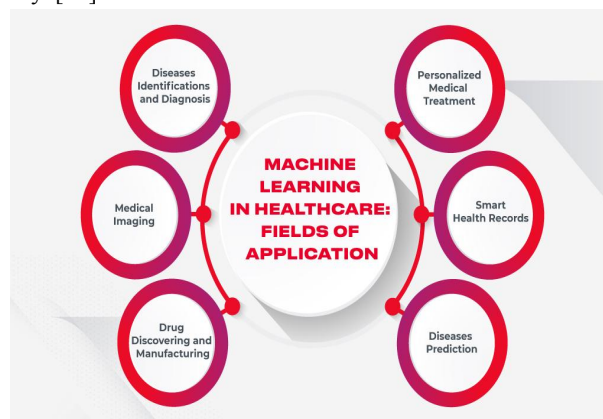 Diseases
Identifications
and Diagnosis
Medical
Imaging
Drug
Discovering and
Manufacturing
MACHINE
LEARNING
IN HEALTHCARE:
FIELDS OF
APPLICATION
Personalized
Medical
Treatment
Smart
Health Records
Diseases
Prediction